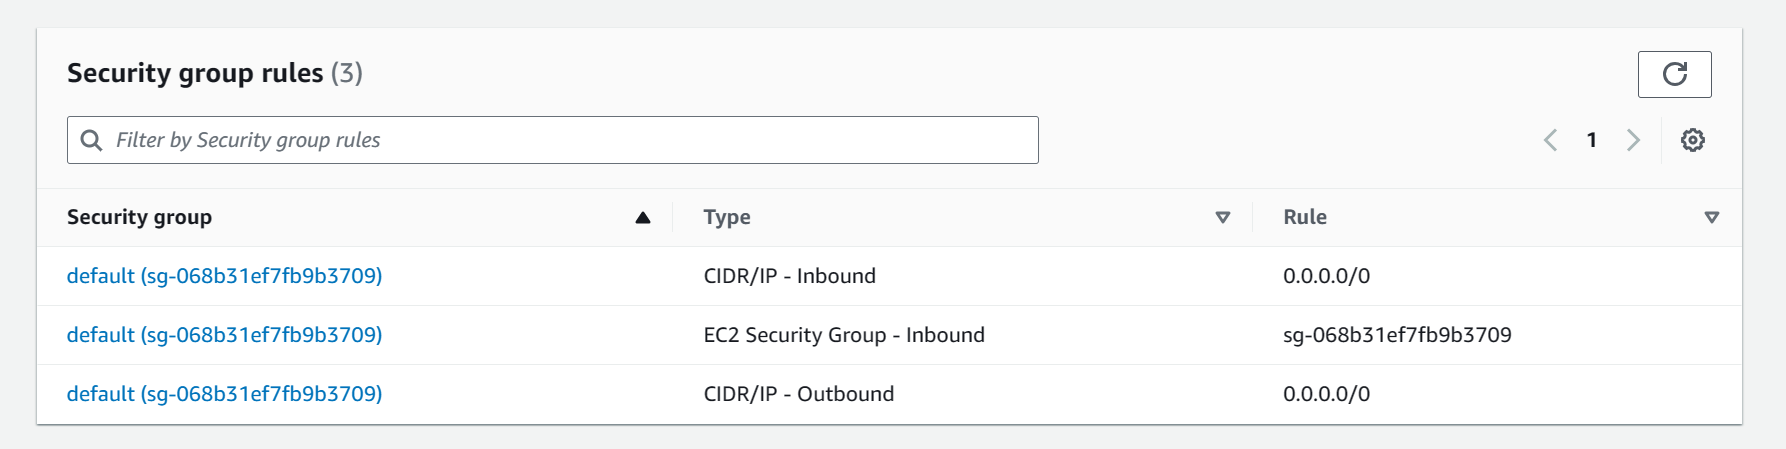 Security group rules (3)
Filter by Security group rules
1
Security group Type Rule
default (sg-068b31ef7fb9b3709) CIDR/IP - Inbound 0.0.0.0/0
default (sg-068b31ef7fb9b3709) EC2 Security Group - Inbound sg-068b31ef7fb9b3709
default (sg-068b31ef7fb9b3709) CIDR/IP - Outbound 0.0.0.0/0